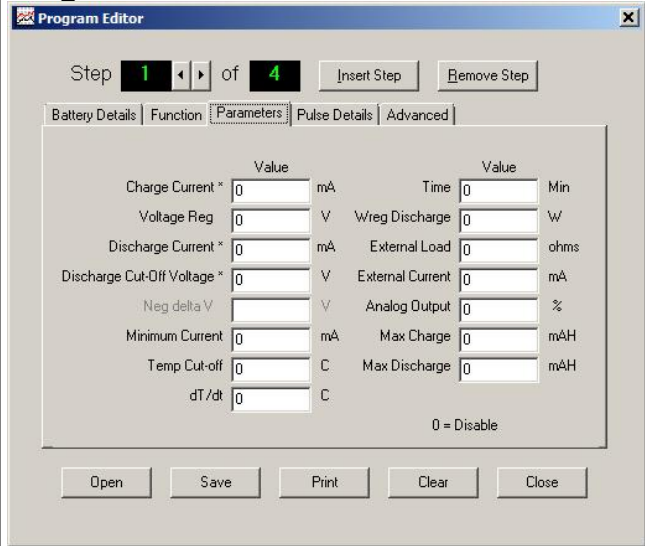 Program Editor
Step 1 of 4 Insert Step Remove Step
Battery Details Function Parameters Pulse Details Advanced
Value Value
Charge Current * 0 mA Time 0 Min
Voltage Reg 0 V Wreg Discharge 0 W
Discharge Current * 0 mA External Load 0 ohms
Discharge Cut-Off Voltage * 0 V External Current 0 mA
Neg delta V V Analog Output 0 %
Minimum Current 0 mA Max Charge 0 mAH
Temp Cut-off 0 C Max Discharge 0 mAH
dT/dt 0 C
0 = Disable
Open Save Print Clear Close